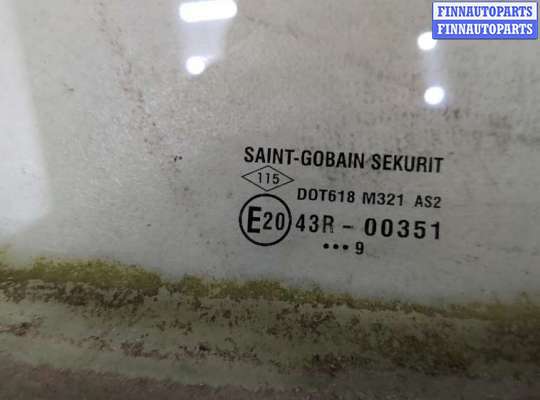 FINNAUTOPARTS
FINNAUTOPARTS
SAINT-GOBAIN SEKURIT
115 DOT618 M321 AS2
E20 43R - 00351
••• 9